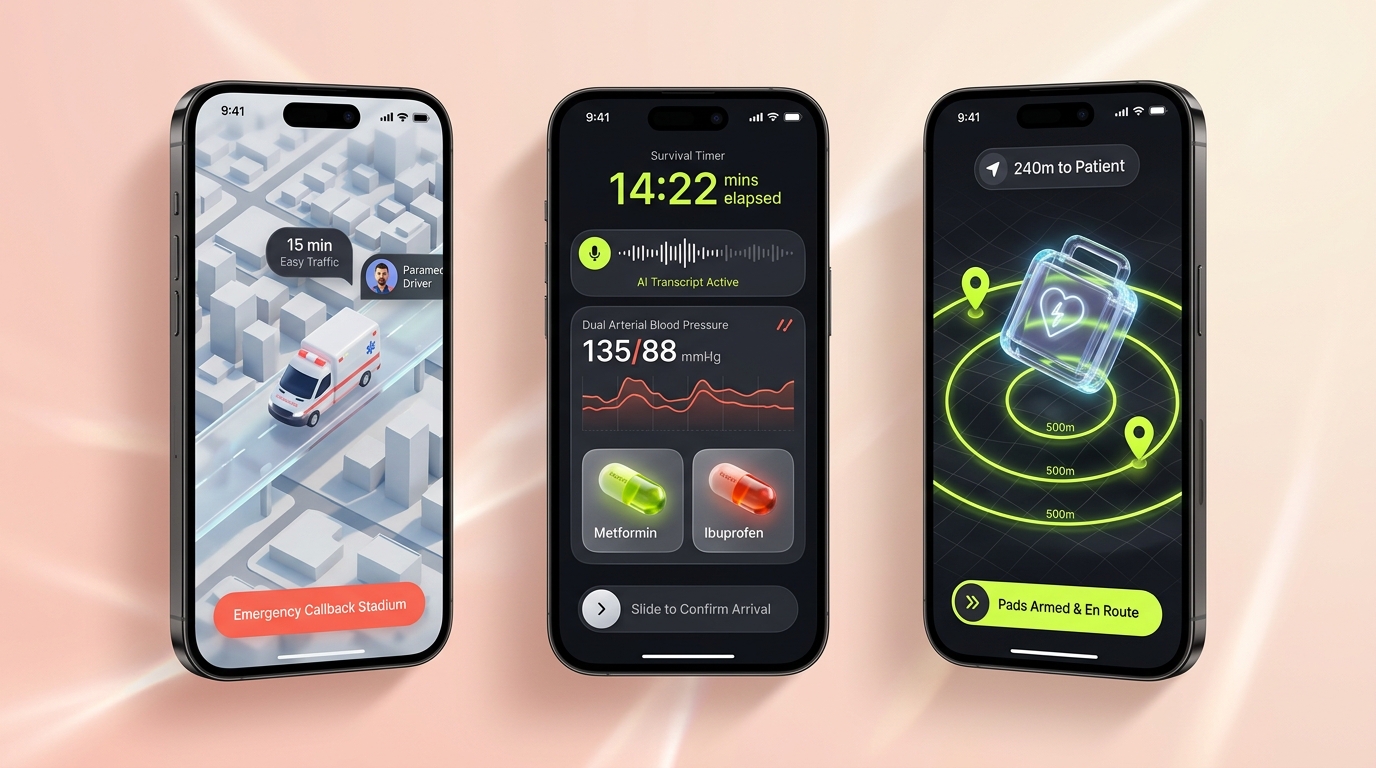 9:41
15 min
Easy Traffic
Paramed
Driver
Emergency Callback Stadium
9:41
Survival Timer
14:22 mins elapsed
AI Transcript Active
Dual Arterial Blood Pressure
135/88 mmHg
Metformin
Ibuprofen
Slide to Confirm Arrival
9:41
240m to Patient
500m
500m
500m
Pads Armed & En Route